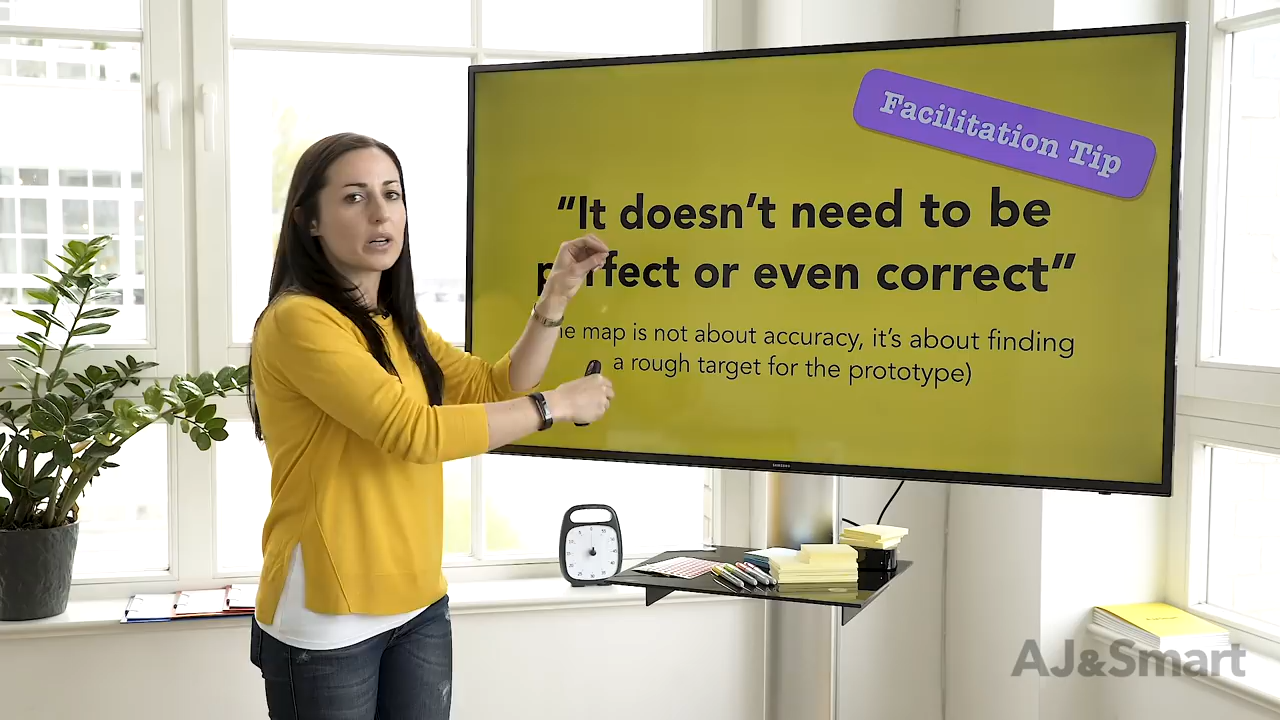 Facilitation Tip
“It doesn’t need to be
or even correct“
map is not about accuracy, it’s about finding
a rough target for the prototype)
SAMSUNG
AJ&Smart